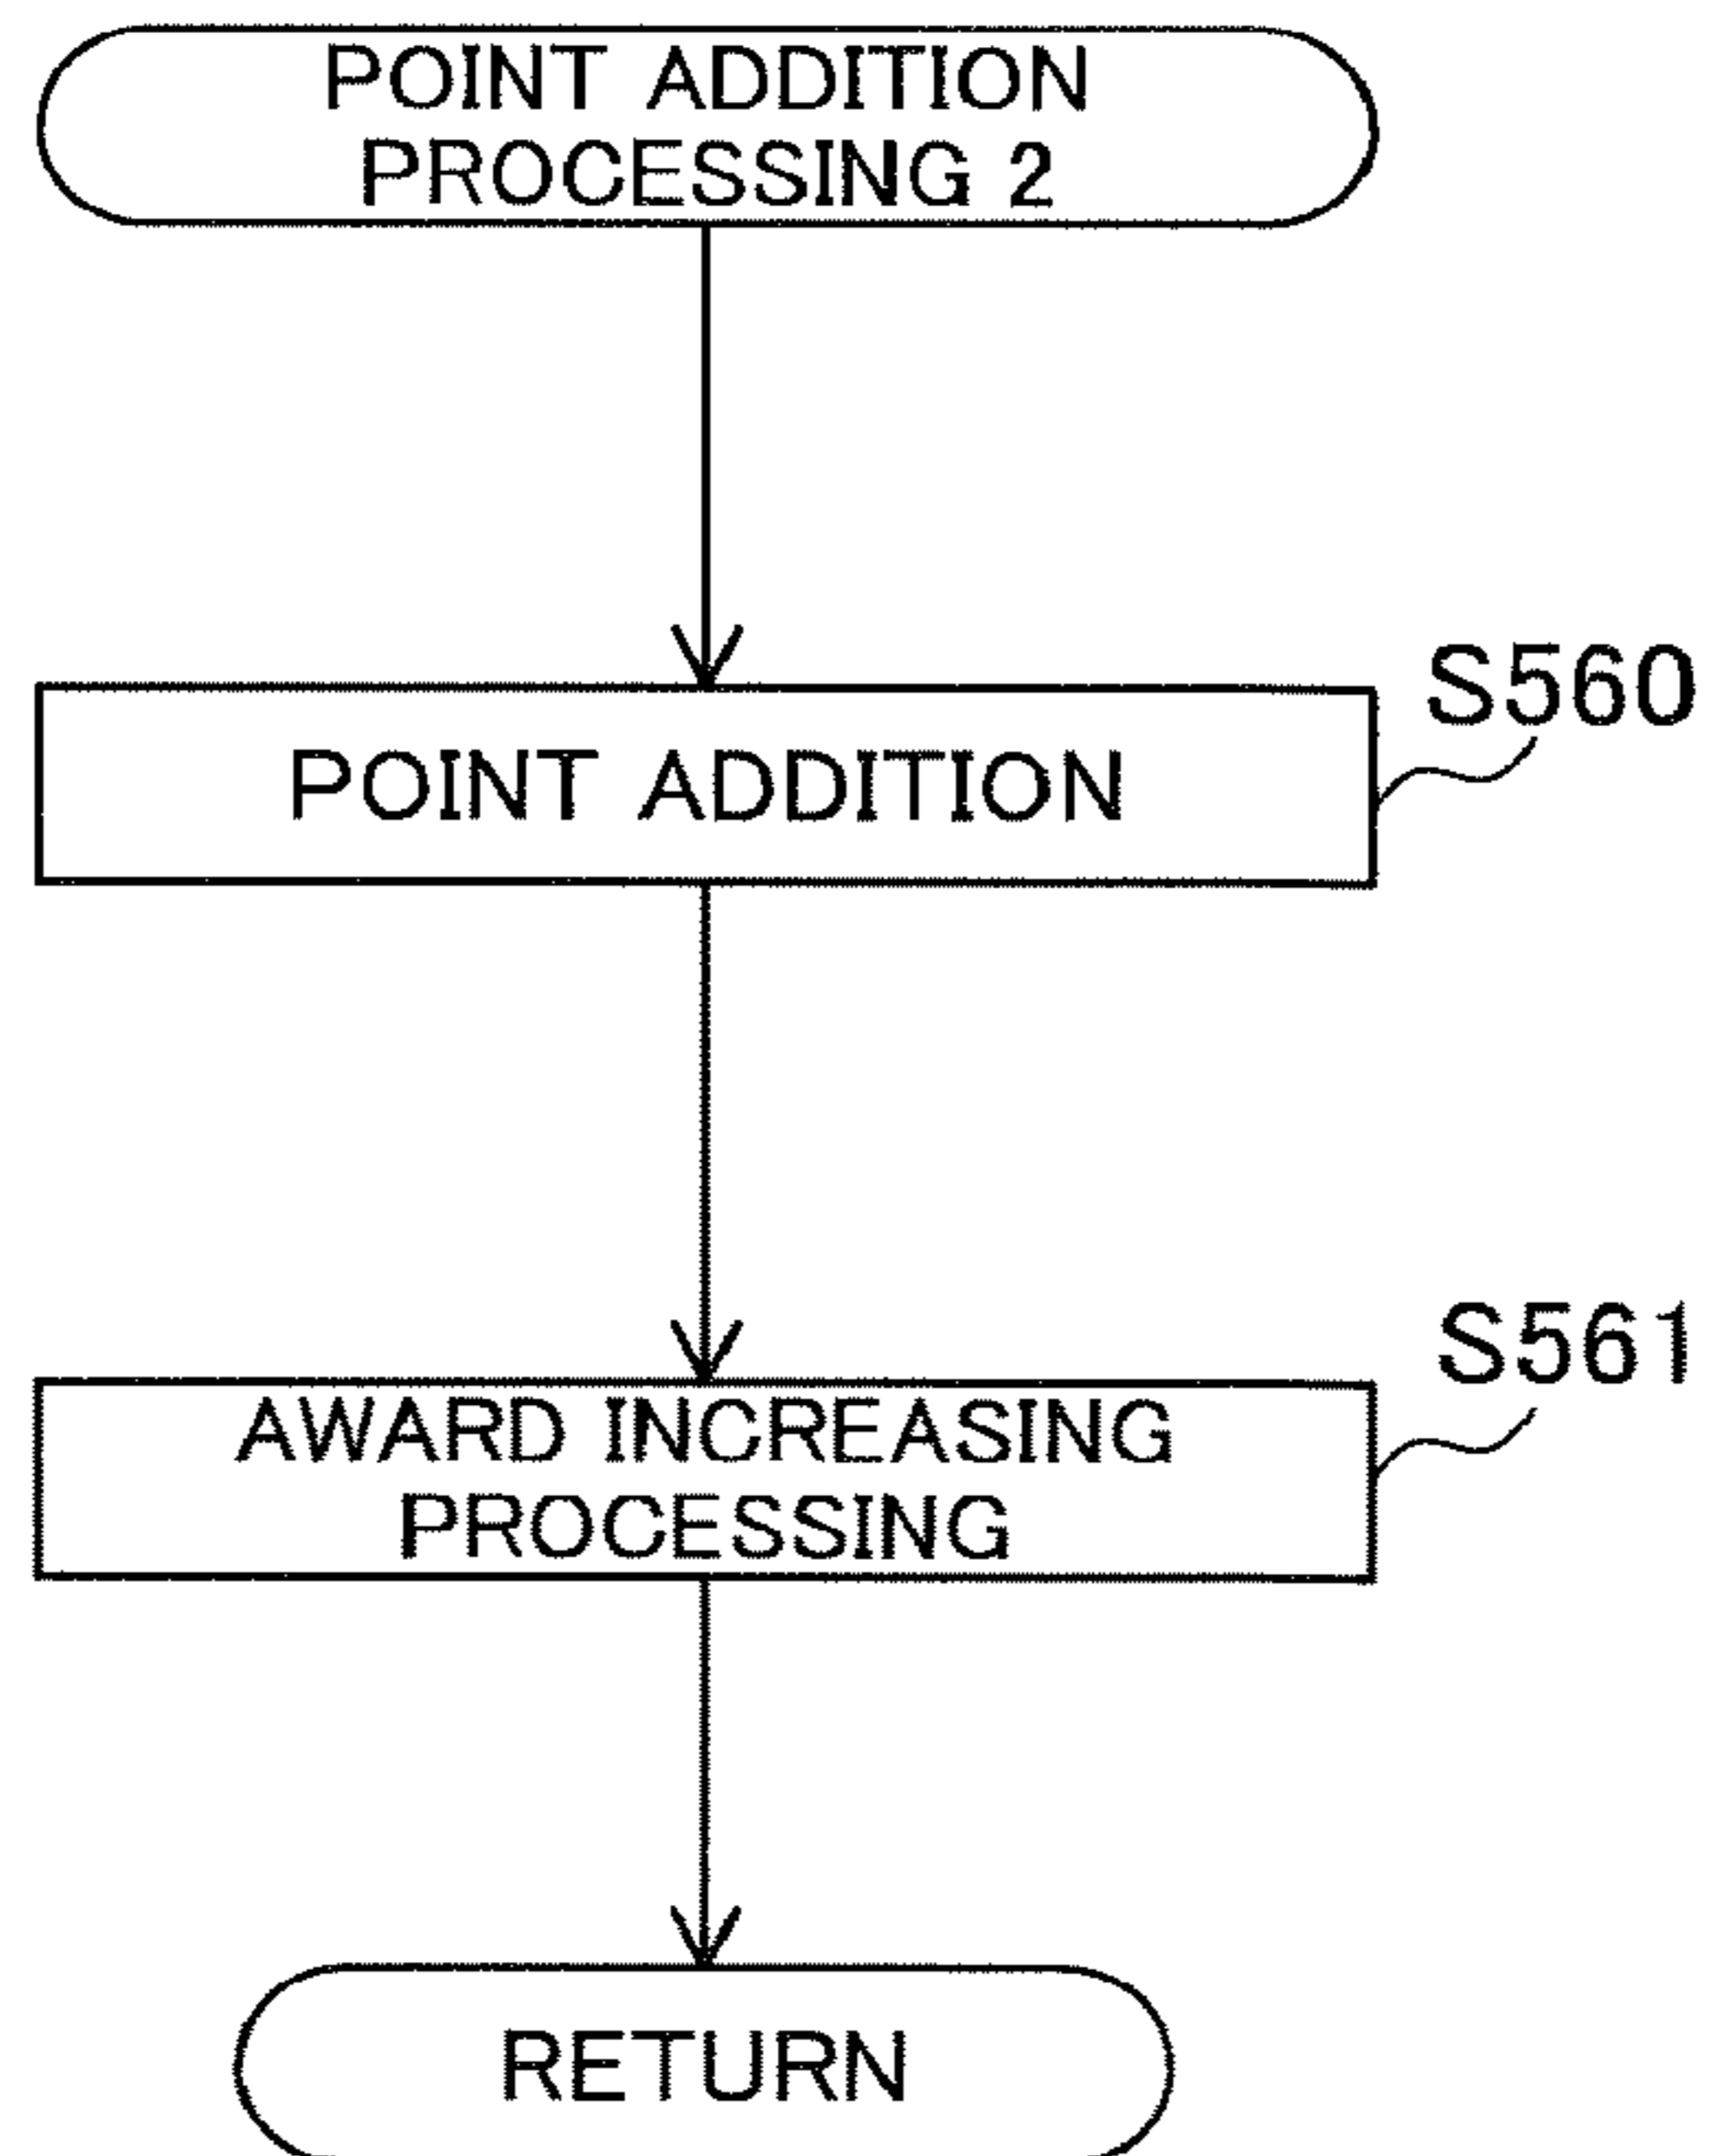 POINT ADDITION
PROCESSING 2
S560
POINT ADDITION
S561
AWARD INCREASING
PROCESSING
RETURN